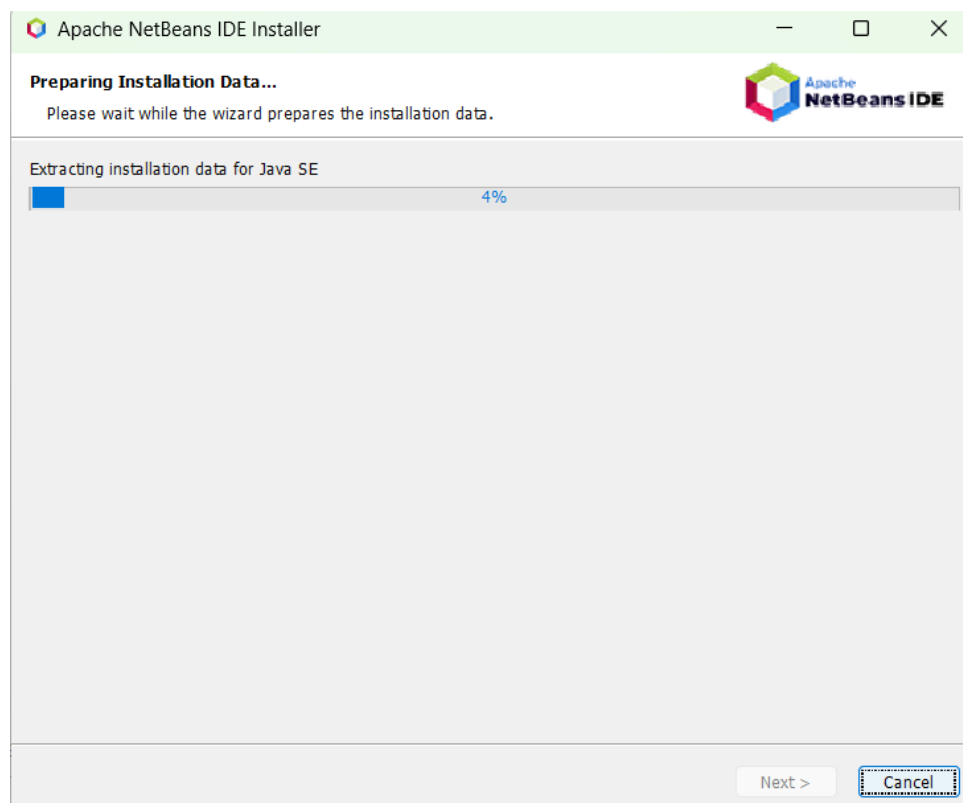 Apache NetBeans IDE Installer
Preparing Installation Data...
Please wait while the wizard prepares the installation data.
Apache
NetBeans IDE
Extracting installation data for Java SE
4%
Next >
Cancel